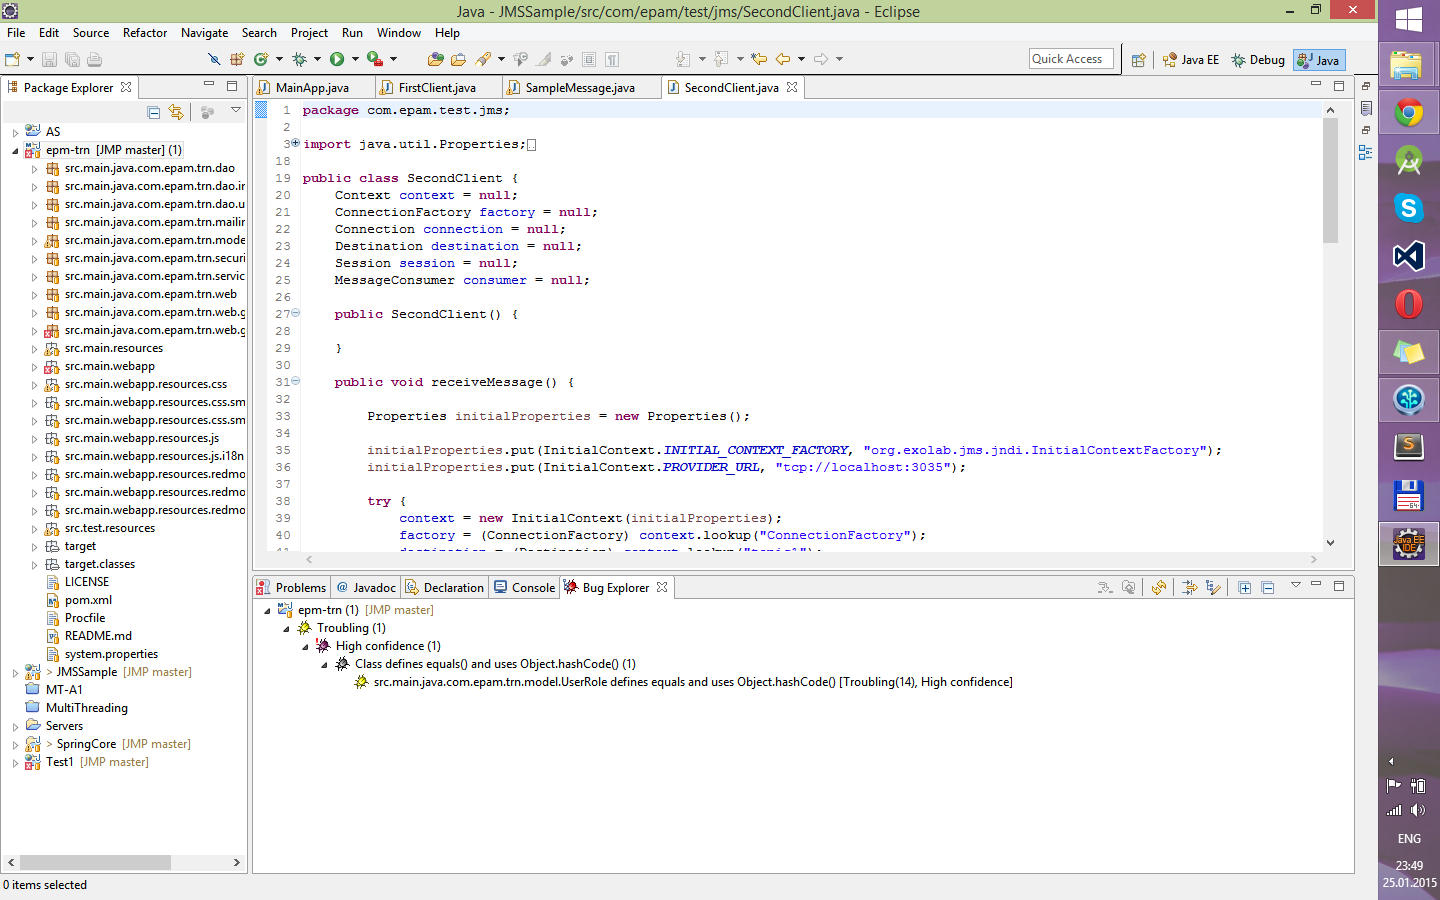 Java - JMSSample/src/com/epam/test/jms/SecondClient.java - Eclipse
File Edit Source Refactor Navigate Search Project Run Window Help
Quick Access
Java EE Debug Java
Package Explorer
AS
epm-trn [JMP master] (1)
src.main.java.com.epam.trn.dao
src.main.java.com.epam.trn.dao.ir
src.main.java.com.epam.trn.dao.u
src.main.java.com.epam.trn.mailir
src.main.java.com.epam.trn.mode
src.main.java.com.epam.trn.securi
src.main.java.com.epam.trn.servic
src.main.java.com.epam.trn.web
src.main.java.com.epam.trn.web.g
src.main.java.com.epam.trn.web.g
src.main.resources
src.main.webapp
src.main.webapp.resources.css
src.main.webapp.resources.css.sm
src.main.webapp.resources.css.sm
src.main.webapp.resources.js
src.main.webapp.resources.js.i18n
src.main.webapp.resources.redmo
src.main.webapp.resources.redmo
src.main.webapp.resources.redmo
src.test.resources
target
target.classes
LICENSE
pom.xml
Procfile
README.md
system.properties
> JMSSample [JMP master]
MT-A1
MultiThreading
Servers
> SpringCore [JMP master]
Test1 [JMP master]
0 items selected
MainApp.java FirstClient.java SampleMessage.java SecondClient.java
1 package com.epam.test.jms;
2
3 import java.util.Properties;
18
19 public class SecondClient {
20 Context context = null;
21 ConnectionFactory factory = null;
22 Connection connection = null;
23 Destination destination = null;
24 Session session = null;
25 MessageConsumer consumer = null;
26
27 public SecondClient() {
28
29 }
30
31 public void receiveMessage() {
32
33 Properties initialProperties = new Properties();
34
35 initialProperties.put(InitialContext.INITIAL_CONTEXT_FACTORY, "org.exolab.jms.jndi.InitialContextFactory");
36 initialProperties.put(InitialContext.PROVIDER_URL, "tcp://localhost:3035");
37
38 try {
39 context = new InitialContext(initialProperties);
40 factory = (ConnectionFactory) context.lookup("ConnectionFactory");
41 destination = (Destination) context.lookup("topic1");
Problems @ Javadoc Declaration Console Bug Explorer
epm-trn (1) [JMP master]
Troubling (1)
High confidence (1)
Class defines equals() and uses Object.hashCode() (1)
src.main.java.com.epam.trn.model.UserRole defines equals and uses Object.hashCode() [Troubling(14), High confidence]
Java EE
IDE
ENG
23:49
25.01.2015